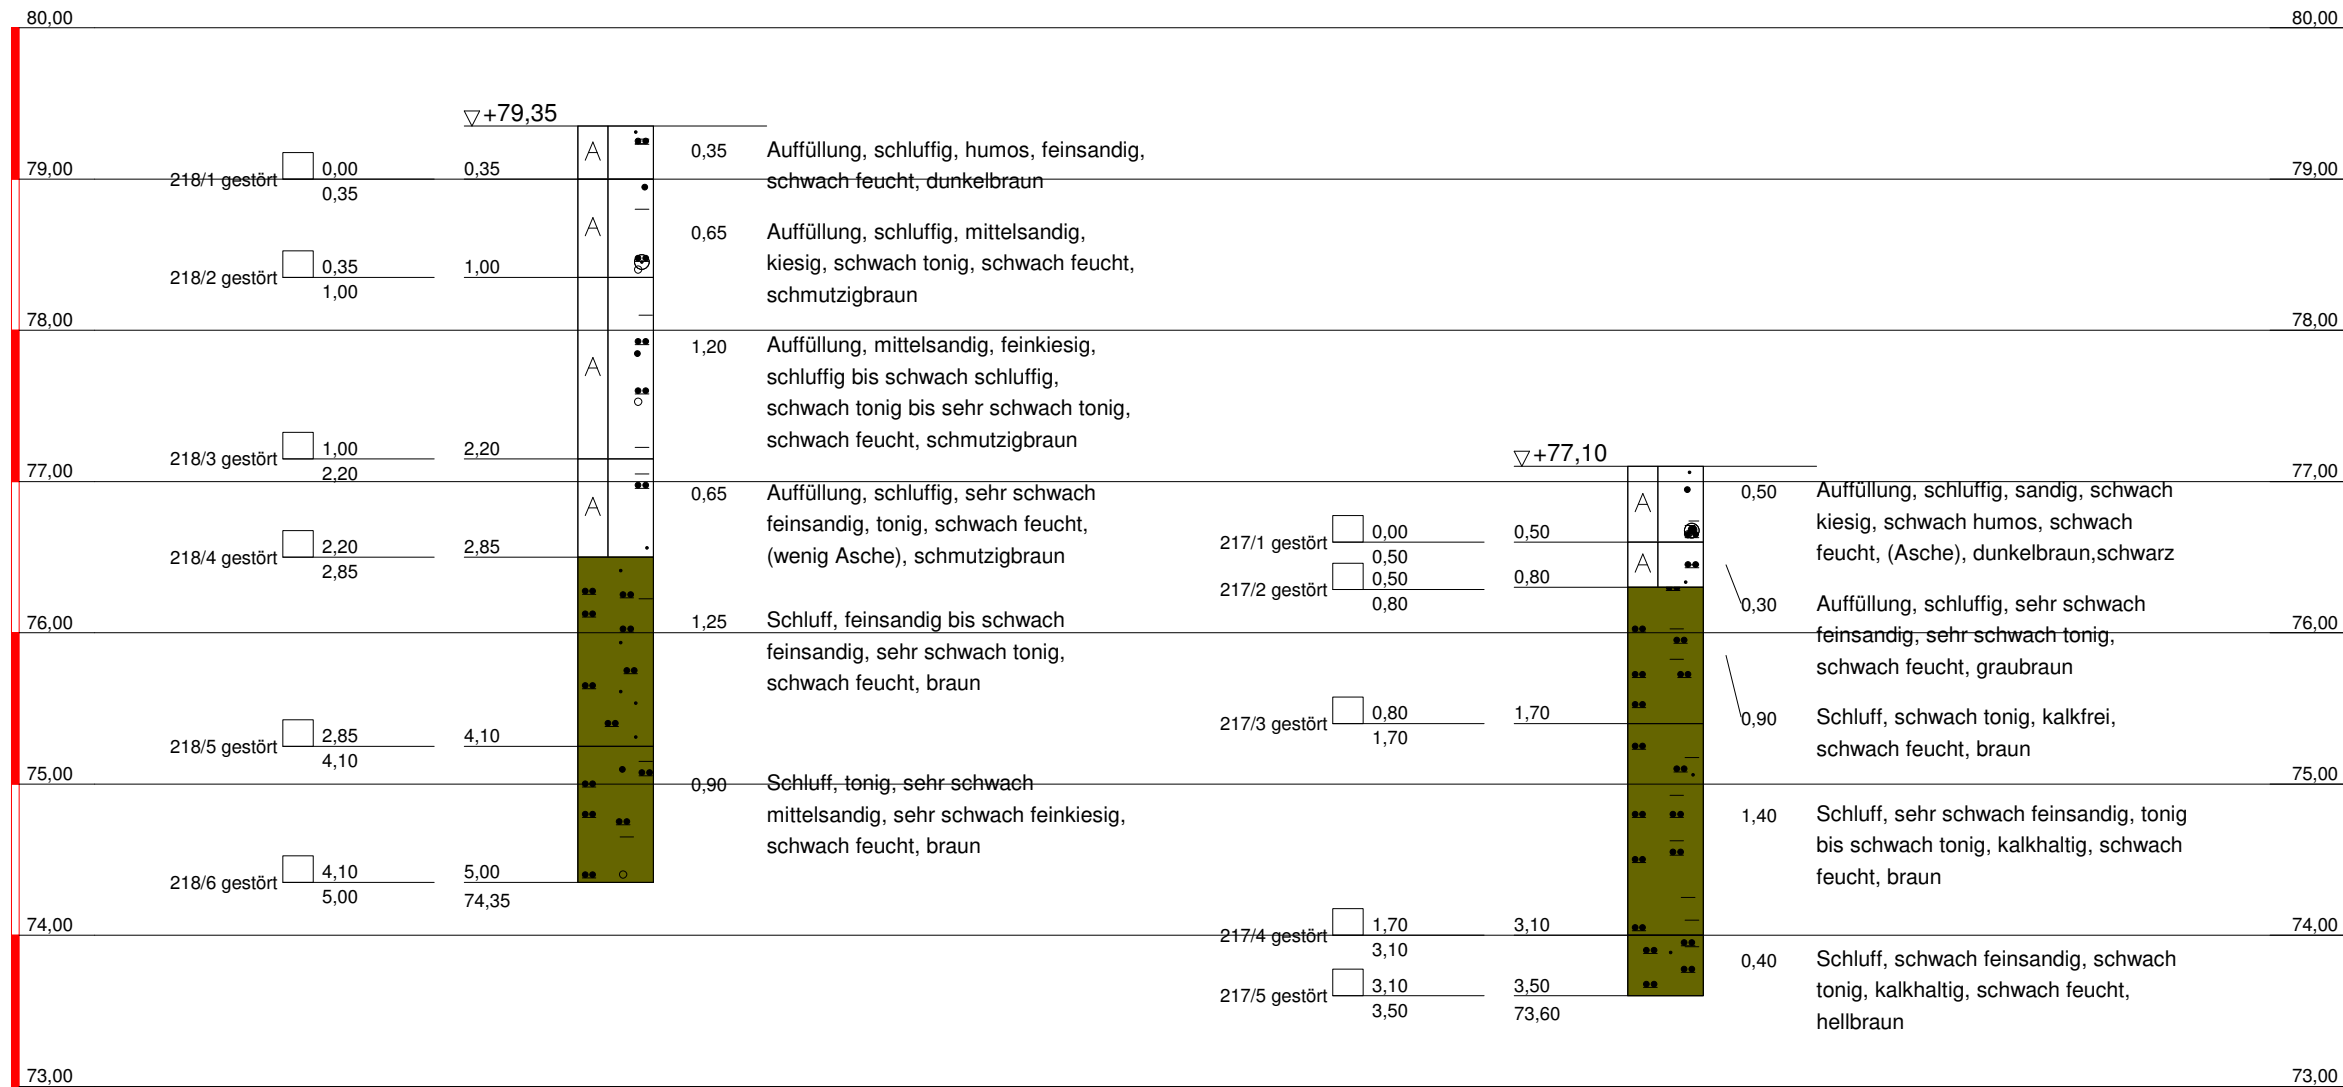 80,00
80,00
+79,35
A
0,35
Auffüllung, schluffig, humos, feinsandig,
schwach feucht, dunkelbraun
218/1 gestört
0,00
0,35
0,35
79,00
79,00
A
0,65
Auffüllung, schluffig, mittelsandig,
kiesig, schwach tonig, schwach feucht,
schmutzigbraun
218/2 gestört
0,35
1,00
1,00
78,00
78,00
A
1,20
Auffüllung, mittelsandig, feinkiesig,
schluffig bis schwach schluffig,
schwach tonig bis sehr schwach tonig,
schwach feucht, schmutzigbraun
218/3 gestört
1,00
2,20
2,20
77,00
77,00
A
0,65
Auffüllung, schluffig, sehr schwach
feinsandig, tonig, schwach feucht,
(wenig Asche), schmutzigbraun
218/4 gestört
2,20
2,85
2,85
1,25
Schluff, feinsandig bis schwach
feinsandig, sehr schwach tonig,
schwach feucht, braun
76,00
76,00
218/5 gestört
2,85
4,10
4,10
75,00
75,00
0,90
Schluff, tonig, sehr schwach
mittelsandig, sehr schwach feinkiesig,
schwach feucht, braun
218/6 gestört
4,10
5,00
5,00
74,35
74,00
74,00
73,00
73,00
+77,10
A
0,50
Auffüllung, schluffig, sandig, schwach
kiesig, schwach humos, schwach
feucht, (Asche), dunkelbraun,schwarz
217/1 gestört
0,00
0,50
0,50
A
217/2 gestört
0,50
0,80
0,80
0,30
Auffüllung, schluffig, sehr schwach
feinsandig, sehr schwach tonig,
schwach feucht, graubraun
217/3 gestört
0,80
1,70
1,70
0,90
Schluff, schwach tonig, kalkfrei,
schwach feucht, braun
1,40
Schluff, sehr schwach feinsandig, tonig
bis schwach tonig, kalkhaltig, schwach
feucht, braun
217/4 gestört
1,70
3,10
3,10
0,40
Schluff, schwach feinsandig, schwach
tonig, kalkhaltig, schwach feucht,
hellbraun
217/5 gestört
3,10
3,50
3,50
73,60